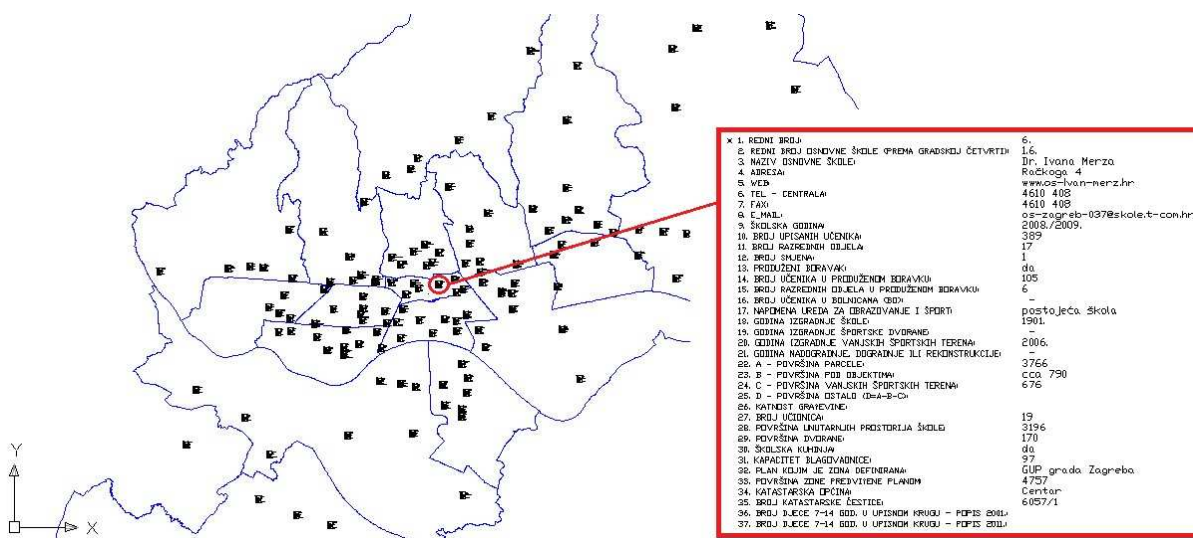 × 1. REDNI BROJ: 6.
2. REDNI BROJ OSNOVNE ŠKOLE (PREMA GRADSKOJ ČETVRTI): 1.6.
3. NAZIV OSNOVNE ŠKOLE: Dr. Ivana Merza
4. ADRESA: Račkoga 4
5. WEB: www.os-ivan-merz.hr
6. TEL - CENTRALA: 4610 408
7. FAX: 4610 408
8. E_MAIL: os-zagreb-037@skole.t-com.hr
9. ŠKOLSKA GODINA: 2008./2009.
10. BROJ UPISANIH UČENIKA: 389
11. BROJ RAZREDNIH ODJELA: 17
12. BROJ SMJENA: 1
13. PRODUŽENI BORAVAK: da
14. BROJ UČENIKA U PRODUŽENOM BORAVKU: 105
15. BROJ RAZREDNIH ODJELA U PRODUŽENOM BORAVKU: 6
16. BROJ UČENIKA U BOLNICAMA (BO): -
17. NAPOMENA UREDA ZA OBRAZOVANJE I ŠPORT: postojeća škola
18. GODINA IZGRADNJE ŠKOLE: 1901.
19. GODINA IZGRADNJE ŠPORTSKE DVORANE: -
20. GODINA IZGRADNJE VANJSKIH ŠPORTSKIH TERENA: 2006.
21. GODINA NADOGRADNJE, DOGRADNJE ILI REKONSTRUKCIJE: -
22. A - POVRŠINA PARCELE: 3766
23. B - POVRŠINA POD OBJEKTIMA: cca 790
24. C - POVRŠINA VANJSKIH ŠPORTSKIH TERENA: 676
25. D - POVRŠINA OSTALO (D=A-B-C):
26. KATNOST GRAĐEVINE:
27. BROJ UČIONICA: 19
28. POVRŠINA UNUTARNJIH PROSTORIJA ŠKOLE: 3196
29. POVRŠINA DVORANE: 170
30. ŠKOLSKA KUHINJA: da
31. KAPACITET BLAGOVAONICE: 97
32. PLAN KOJIM JE ZONA DEFINIRANA: GUP grada Zagreba
33. POVRŠINA ZONE PREDVIĐENE PLANOM: 4757
34. KATASTARSKA OPĆINA: Centar
35. BROJ KATASTARSKE ČESTICE: 6057/1
36. BROJ DJECE 7-14 GOD. U UPISNOM KRUGU - POPIS 2001.:
37. BROJ DJECE 7-14 GOD. U UPISNOM KRUGU - POPIS 2011.:
Y
X